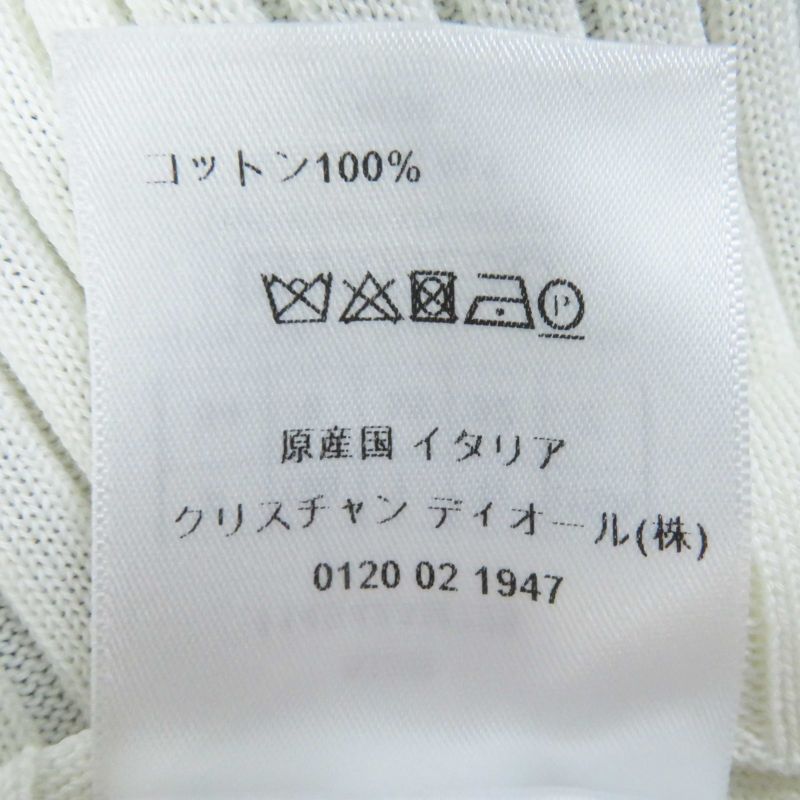 コットン100%
P
原産国 イタリア
クリスチャン ディオール(株)
0120 02 1947